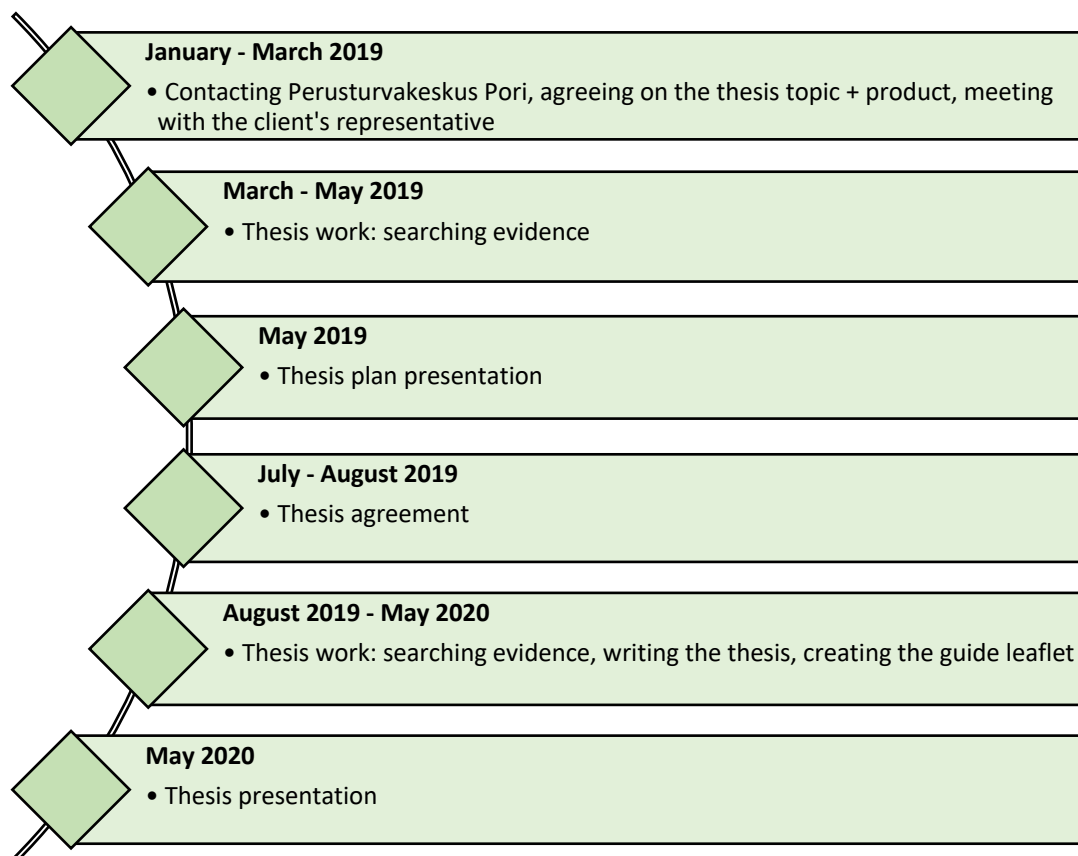 January - March 2019
• Contacting Perusturvakeskus Pori, agreeing on the thesis topic + product, meeting
with the client's representative
March - May 2019
• Thesis work: searching evidence
May 2019
• Thesis plan presentation
July - August 2019
• Thesis agreement
August 2019 - May 2020
• Thesis work: searching evidence, writing the thesis, creating the guide leaflet
May 2020
• Thesis presentation